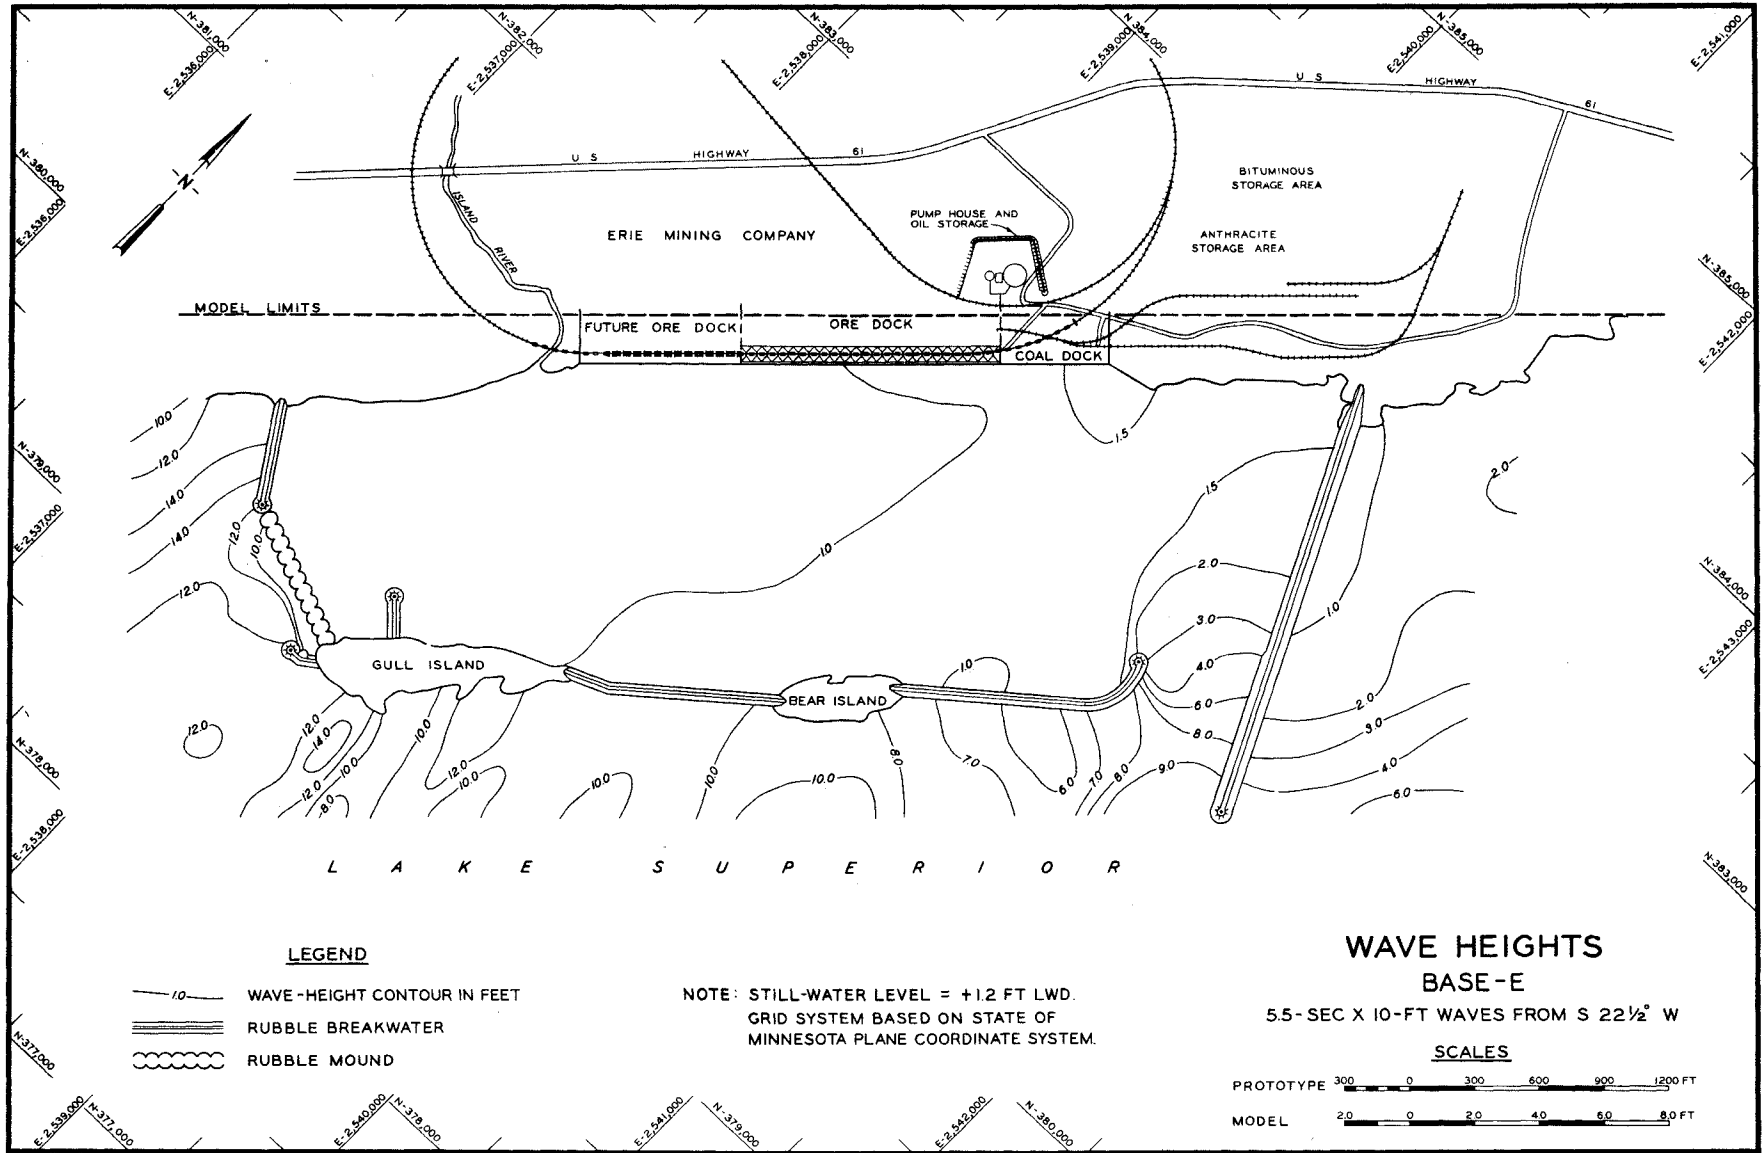 N-381,000
E-2,536,000
N-382,000
E-2,537,000
N-383,000
E-2,538,000
N-384,000
E-2,539,000
N-385,000
E-2,540,000
E-2,541,000
U S HIGHWAY 61
N-380,000
E-2,536,000
N
U S HIGHWAY 61
ISLAND RIVER
ERIE MINING COMPANY
PUMP HOUSE AND
OIL STORAGE
BITUMINOUS
STORAGE AREA
ANTHRACITE
STORAGE AREA
N-385,000
E-2,542,000
MODEL LIMITS
FUTURE ORE DOCK
ORE DOCK
COAL DOCK
10.0
12.0
14.0
14.0
12.0
12.0
10.0
1.0
1.5
1.5
2.0
2.0
3.0
4.0
6.0
8.0
9.0
1.0
2.0
3.0
4.0
6.0
N-379,000
E-2,537,000
N-384,000
E-2,543,000
GULL ISLAND
BEAR ISLAND
12.0
12.0
14.0
10.0
12.0
8.0
10.0
12.0
10.0
10.0
10.0
10.0
8.0
1.0
7.0
6.0
7.0
8.0
N-378,000
E-2,538,000
N-383,000
LAKE SUPERIOR
LEGEND
1.0 WAVE-HEIGHT CONTOUR IN FEET
RUBBLE BREAKWATER
RUBBLE MOUND
NOTE: STILL-WATER LEVEL = +1.2 FT LWD.
GRID SYSTEM BASED ON STATE OF
MINNESOTA PLANE COORDINATE SYSTEM.
WAVE HEIGHTS
BASE-E
5.5-SEC X 10-FT WAVES FROM S 22½° W
SCALES
PROTOTYPE 300 0 300 600 900 1200 FT
MODEL 2.0 0 2.0 4.0 6.0 8.0 FT
N-377,000
E-2,539,000
N-377,000
E-2,540,000
N-378,000
E-2,541,000
N-379,000
E-2,542,000
N-380,000